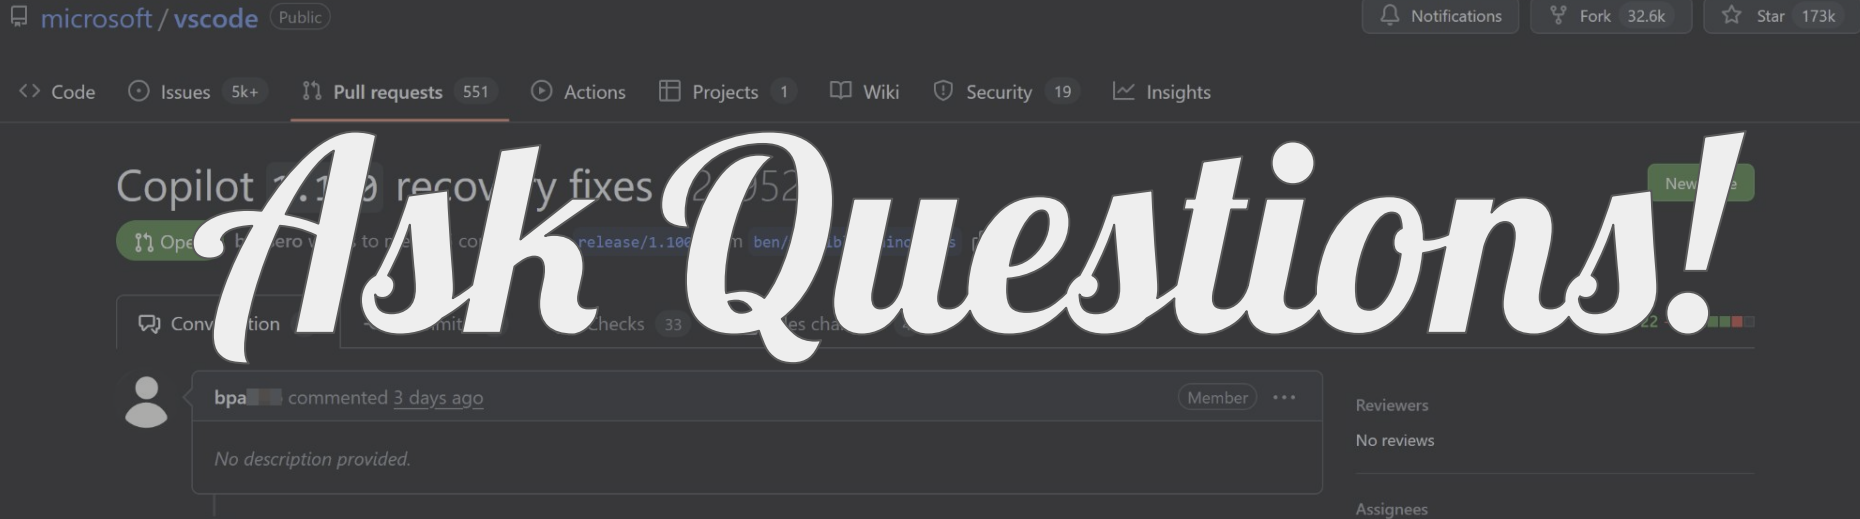 microsoft / vscode Public Notifications Fork 32.6k Star 173k
Code Issues 5k+ Pull requests 551 Actions Projects 1 Wiki Security 19 Insights
Ask Questions!
Copilot recovery fixes
release/1.100
Checks 33
commented 3 days ago Member ...
No description provided.
Reviewers
No reviews
Assignees